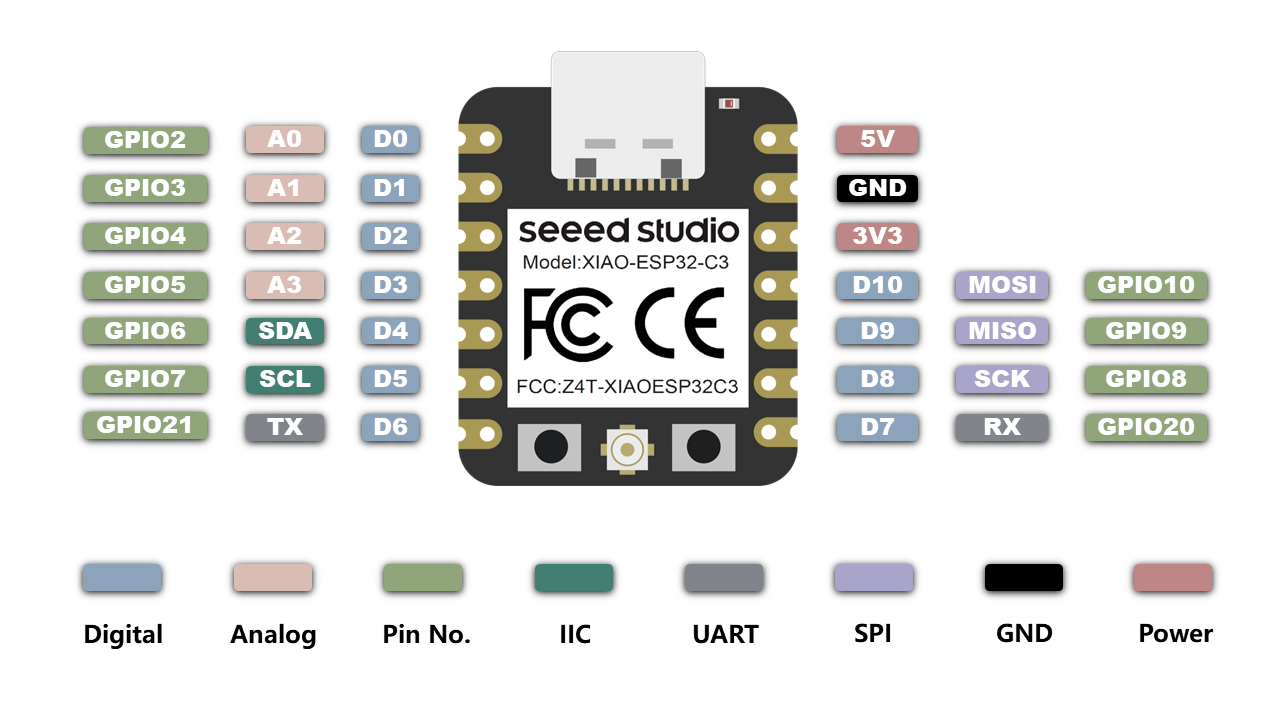 GPIO2 A0 D0 5V
GPIO3 A1 D1 GND
GPIO4 A2 D2 3V3
seeed studio
Model:XIAO-ESP32-C3
GPIO5 A3 D3 D10 MOSI GPIO10
FC CE
GPIO6 SDA D4 D9 MISO GPIO9
GPIO7 SCL D5 D8 SCK GPIO8
FCC:Z4T-XIAOESP32C3
GPIO21 TX D6 D7 RX GPIO20
Digital Analog Pin No. IIC UART SPI GND Power